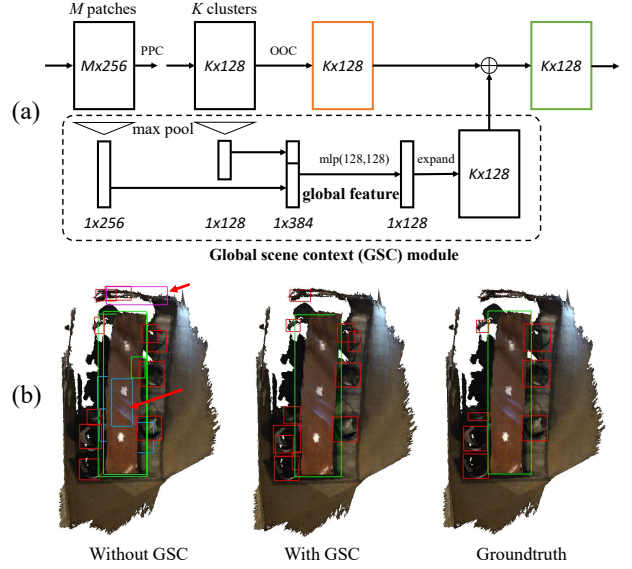 M patches
K clusters
Mx256
PPC
Kx128
OOC
Kx128
Kx128
(a)
max pool
mlp(128,128)
expand
Kx128
global feature
1x256
1x128
1x384
1x128
Global scene context (GSC) module
(b)
Without GSC
With GSC
Groundtruth